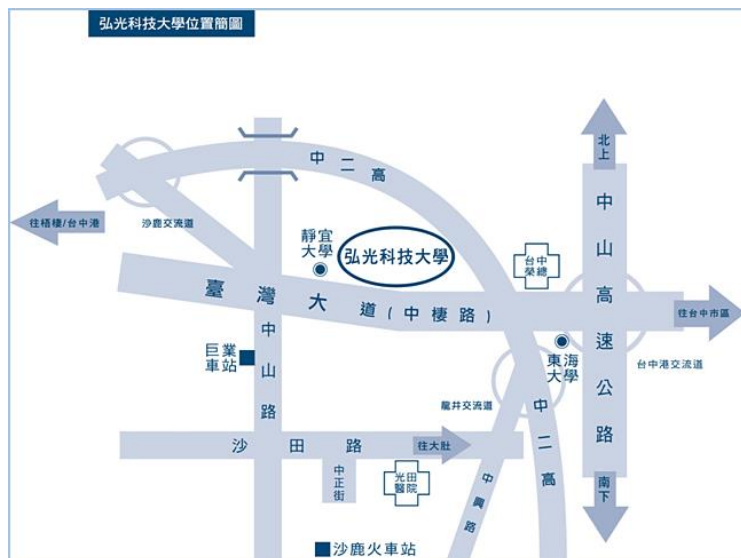 弘光科技大學位置簡圖
北上
中二高
中山高速公路
往梧棲/台中港
沙鹿交流道
靜宜
大學
弘光科技大學
台中
榮總
臺灣大道(中棲路)
往台中市區
中山路
巨業
車站
東海
大學
台中港交流道
龍井交流道
中二高
沙田路
往大肚
中正街
光田
醫院
中興路
南下
沙鹿火車站